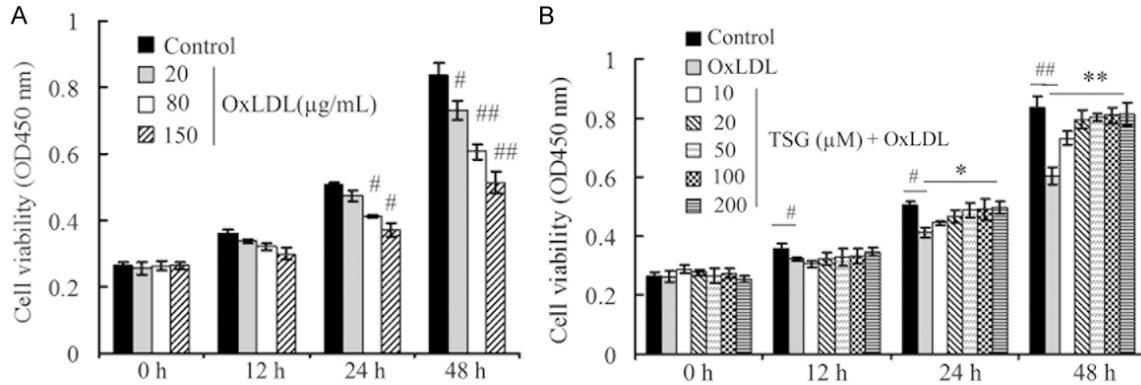 A
Cell viability (OD450 nm)
1
0.8
0.6
0.4
0.2
0
Control
20
80
150
OxLDL(µg/mL)
#
##
##
#
#
0 h
12 h
24 h
48 h
B
Cell viability (OD450 nm)
1
0.8
0.6
0.4
0.2
0
Control
OxLDL
10
20
50
100
200
TSG (µM) + OxLDL
##
**
#
*
#
0 h
12 h
24 h
48 h